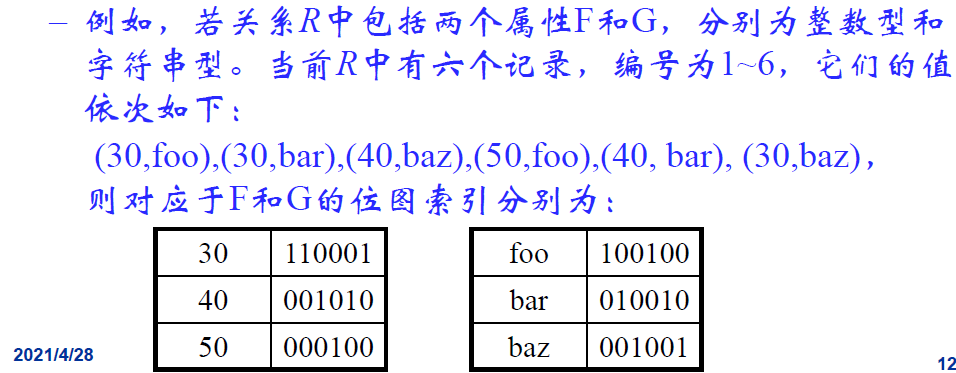 – 例如，若关系R中包括两个属性F和G，分别为整数型和
字符串型。当前R中有六个记录，编号为1~6，它们的值
依次如下：
(30,foo),(30,bar),(40,baz),(50,foo),(40, bar), (30,baz)，
则对应于F和G的位图索引分别为：
30 110001 foo 100100
40 001010 bar 010010
50 000100 baz 001001
2021/4/28 12